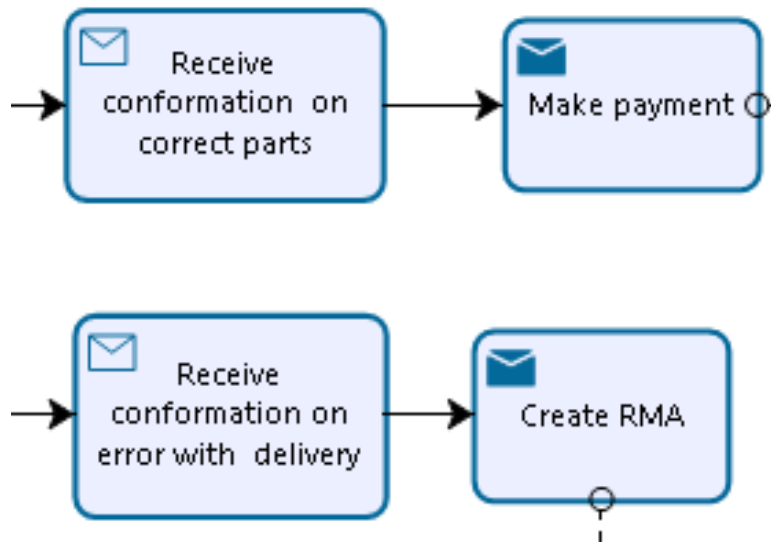 Receive
conformation on
correct parts
Make payment
Receive
conformation on
error with delivery
Create RMA